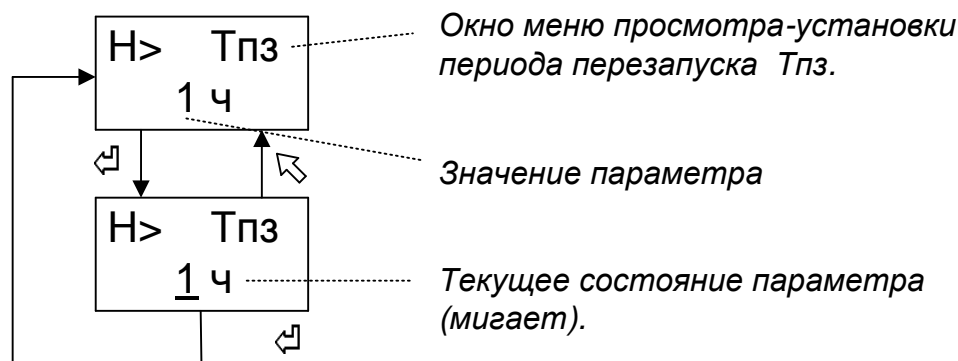 Н> Тпз
1 ч
Окно меню просмотра-установки
периода перезапуска Тпз.
Значение параметра
Н> Тпз
1 ч
Текущее состояние параметра
(мигает).